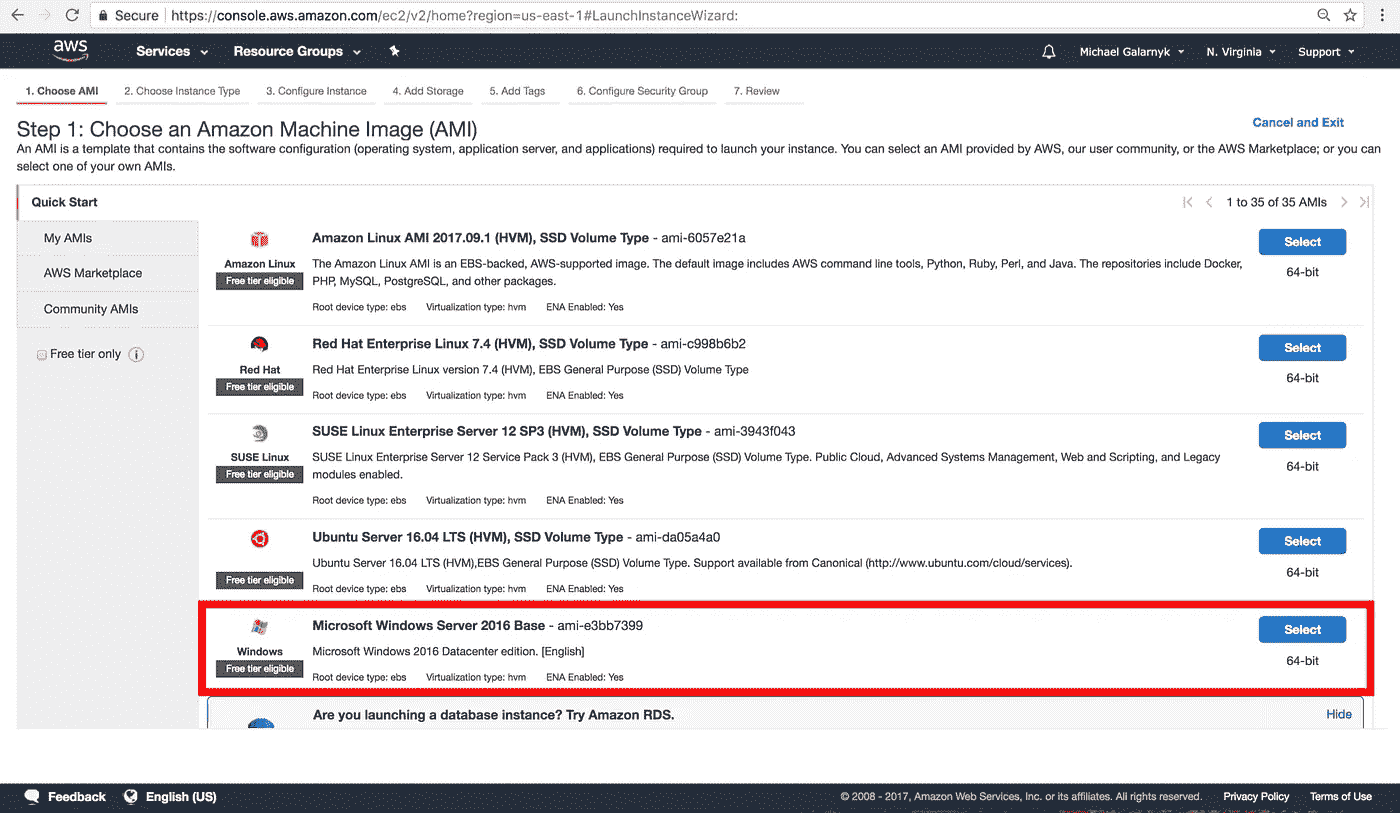 Secure https://console.aws.amazon.com/ec2/v2/home?region=us-east-1#LaunchInstanceWizard:
aws Services Resource Groups Michael Galarnyk N. Virginia Support
1. Choose AMI 2. Choose Instance Type 3. Configure Instance 4. Add Storage 5. Add Tags 6. Configure Security Group 7. Review
Step 1: Choose an Amazon Machine Image (AMI)
Cancel and Exit
An AMI is a template that contains the software configuration (operating system, application server, and applications) required to launch your instance. You can select an AMI provided by AWS, our user community, or the AWS Marketplace; or you can
select one of your own AMIs.
Quick Start
1 to 35 of 35 AMIs
My AMIs
AWS Marketplace
Community AMIs
Free tier only
Amazon Linux
Free tier eligible
Amazon Linux AMI 2017.09.1 (HVM), SSD Volume Type - ami-6057e21a
The Amazon Linux AMI is an EBS-backed, AWS-supported image. The default image includes AWS command line tools, Python, Ruby, Perl, and Java. The repositories include Docker,
PHP, MySQL, PostgreSQL, and other packages.
Root device type: ebs Virtualization type: hvm ENA Enabled: Yes
Select
64-bit
Red Hat
Free tier eligible
Red Hat Enterprise Linux 7.4 (HVM), SSD Volume Type - ami-c998b6b2
Red Hat Enterprise Linux version 7.4 (HVM), EBS General Purpose (SSD) Volume Type
Root device type: ebs Virtualization type: hvm ENA Enabled: Yes
Select
64-bit
SUSE Linux
Free tier eligible
SUSE Linux Enterprise Server 12 SP3 (HVM), SSD Volume Type - ami-3943f043
SUSE Linux Enterprise Server 12 Service Pack 3 (HVM), EBS General Purpose (SSD) Volume Type. Public Cloud, Advanced Systems Management, Web and Scripting, and Legacy
modules enabled.
Root device type: ebs Virtualization type: hvm ENA Enabled: Yes
Select
64-bit
Free tier eligible
Ubuntu Server 16.04 LTS (HVM), SSD Volume Type - ami-da05a4a0
Ubuntu Server 16.04 LTS (HVM),EBS General Purpose (SSD) Volume Type. Support available from Canonical (http://www.ubuntu.com/cloud/services).
Root device type: ebs Virtualization type: hvm ENA Enabled: Yes
Select
64-bit
Windows
Free tier eligible
Microsoft Windows Server 2016 Base - ami-e3bb7399
Microsoft Windows 2016 Datacenter edition. [English]
Root device type: ebs Virtualization type: hvm ENA Enabled: Yes
Select
64-bit
Are you launching a database instance? Try Amazon RDS.
Hide
Feedback English (US) © 2008 - 2017, Amazon Web Services, Inc. or its affiliates. All rights reserved. Privacy Policy Terms of Use